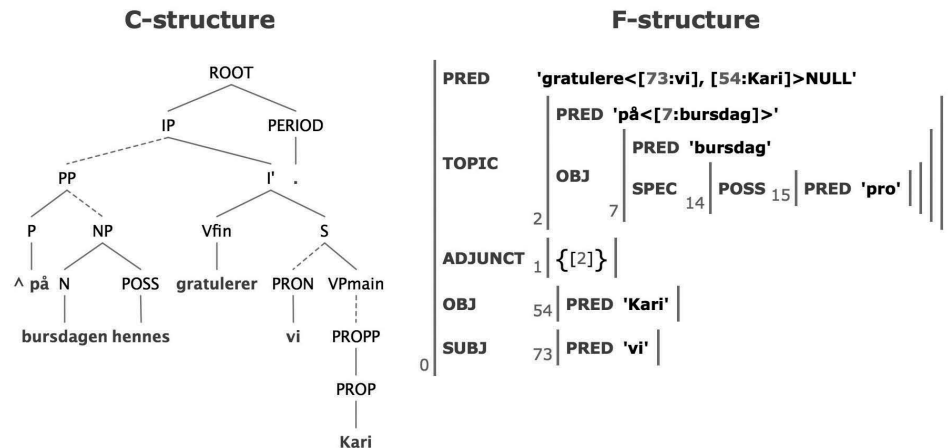 C-structure
F-structure
ROOT
IP PERIOD
PP I' .
P NP Vfin S
^ på N POSS gratulerer PRON VPmain
bursdagen hennes vi PROPP
PROP
Kari
PRED 'gratulere<[73:vi], [54:Kari]>NULL'
PRED 'på<[7:bursdag]>'
PRED 'bursdag'
TOPIC
OBJ
SPEC 14 POSS 15 PRED 'pro'
2 7
ADJUNCT 1 {[2]}
OBJ 54 PRED 'Kari'
SUBJ 73 PRED 'vi'
0